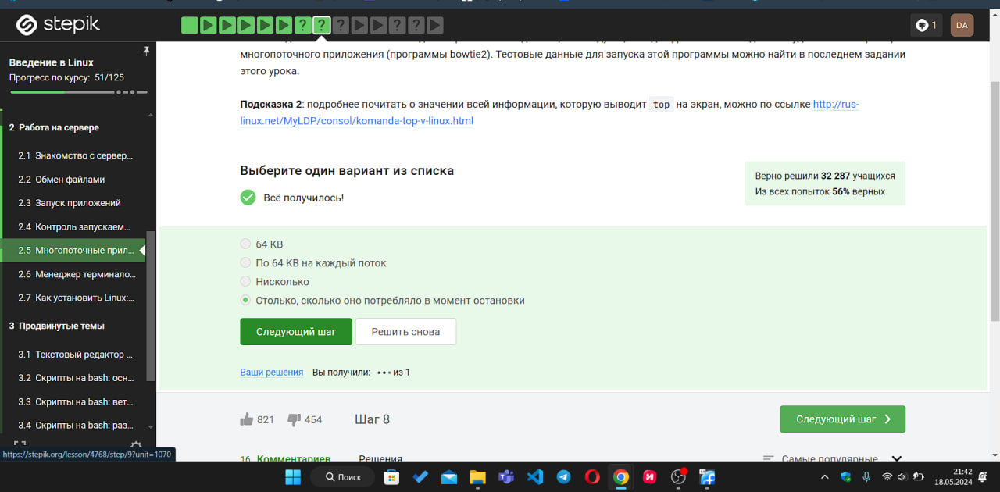 stepik
? ? ? ? ?
1
DA
Введение в Linux
Прогресс по курсу: 51/125
2 Работа на сервере
2.1 Знакомство с сервер...
2.2 Обмен файлами
2.3 Запуск приложений
2.4 Контроль запускаем...
2.5 Многопоточные прил...
2.6 Менеджер терминало...
2.7 Как установить Linux:...
3 Продвинутые темы
3.1 Текстовый редактор ...
3.2 Скрипты на bash: осн...
3.3 Скрипты на bash: вет...
3.4 Скрипты на bash: раз...
многопоточного приложения (программы bowtie2). Тестовые данные для запуска этой программы можно найти в последнем задании
этого урока.
Подсказка 2: подробнее почитать о значении всей информации, которую выводит top на экран, можно по ссылке http://rus-
linux.net/MyLDP/consol/komanda-top-v-linux.html
Выберите один вариант из списка
Всё получилось!
Верно решили 32 287 учащихся
Из всех попыток 56% верных
64 KB
По 64 KB на каждый поток
Нисколько
Столько, сколько оно потребляло в момент остановки
Следующий шаг
Решить снова
Ваши решения Вы получили: ••• из 1
821 454 Шаг 8
Следующий шаг
16 Комментариев Решения
Самые популярные
https://stepik.org/lesson/4768/step/9?unit=1070
Поиск
21:42
18.05.2024